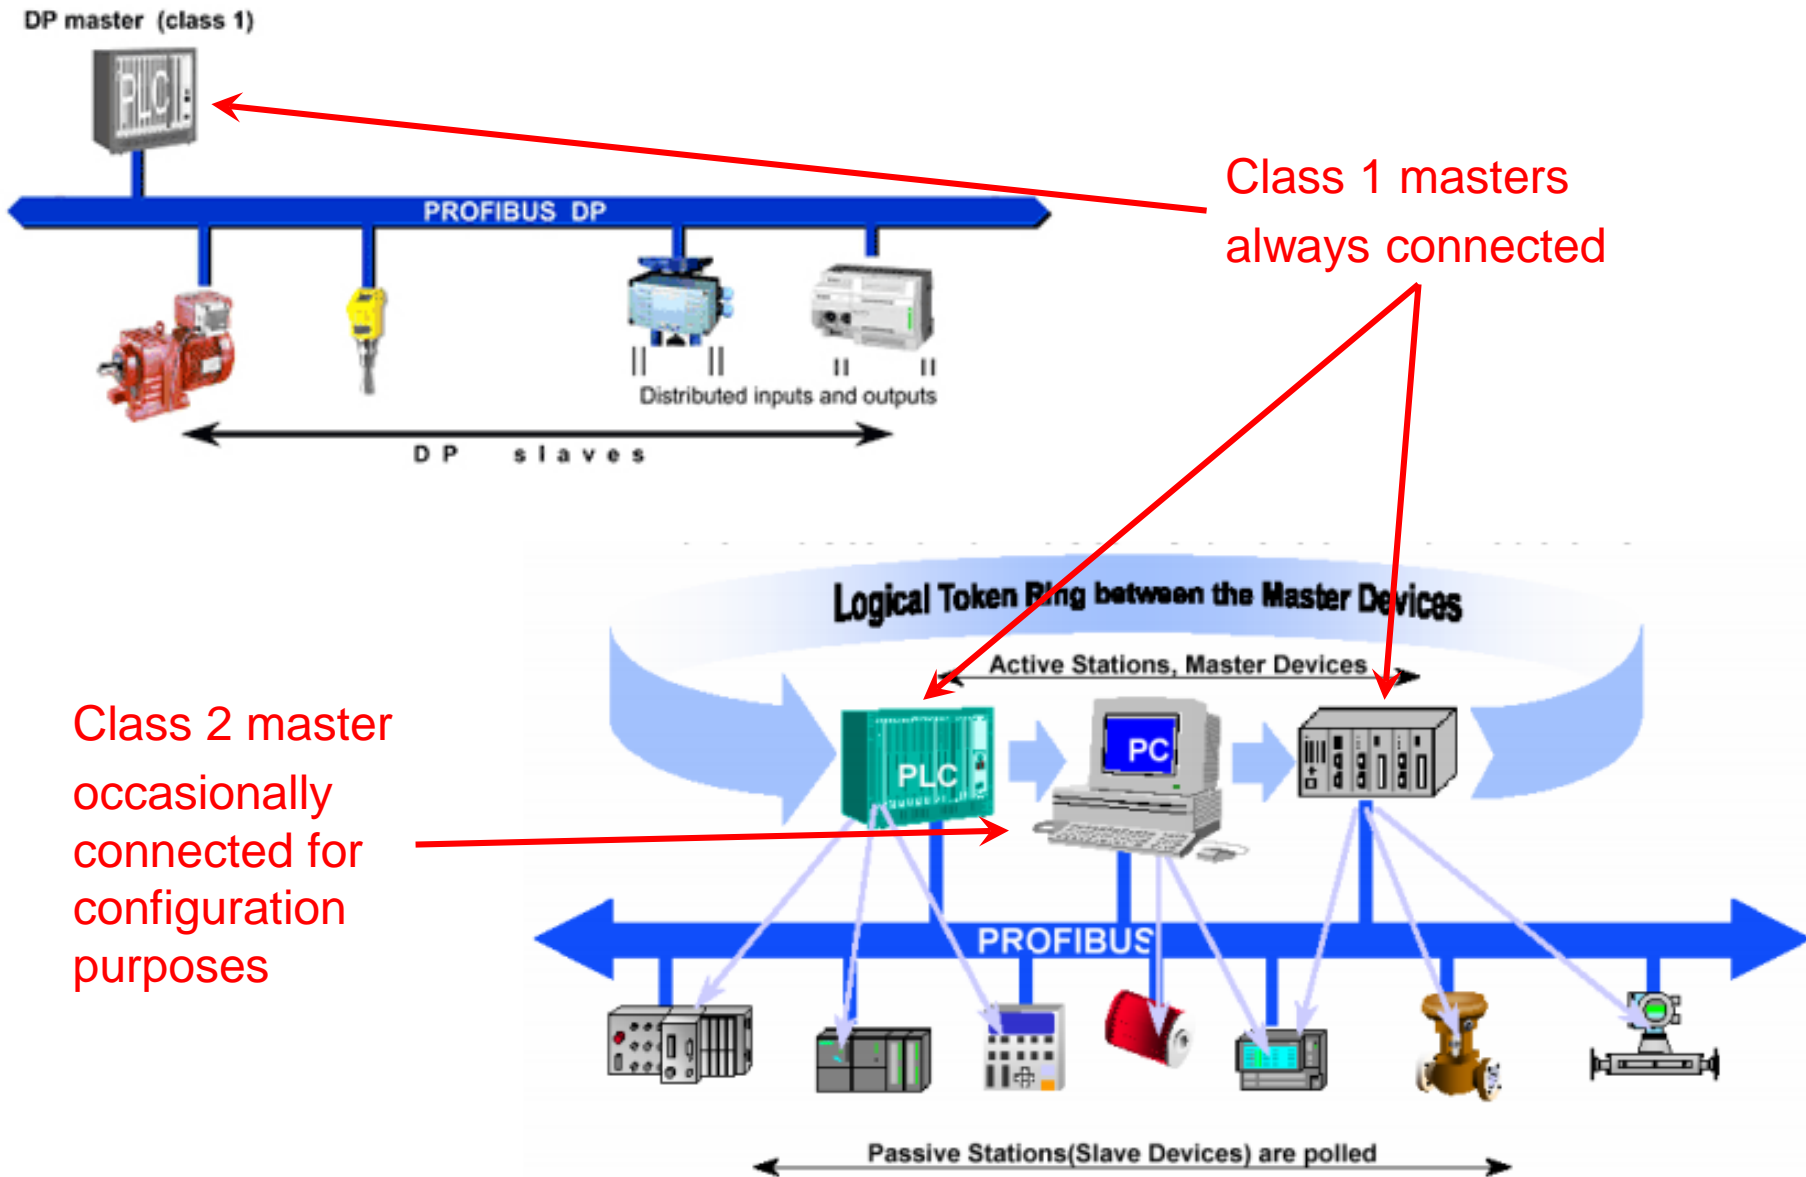 DP master (class 1)
PLC
PROFIBUS DP
Distributed inputs and outputs
DP slaves
Class 1 masters
always connected
Logical Token Ring between the Master Devices
Active Stations, Master Devices
PLC
PC
Class 2 master
occasionally
connected for
configuration
purposes
PROFIBUS
Passive Stations(Slave Devices) are polled